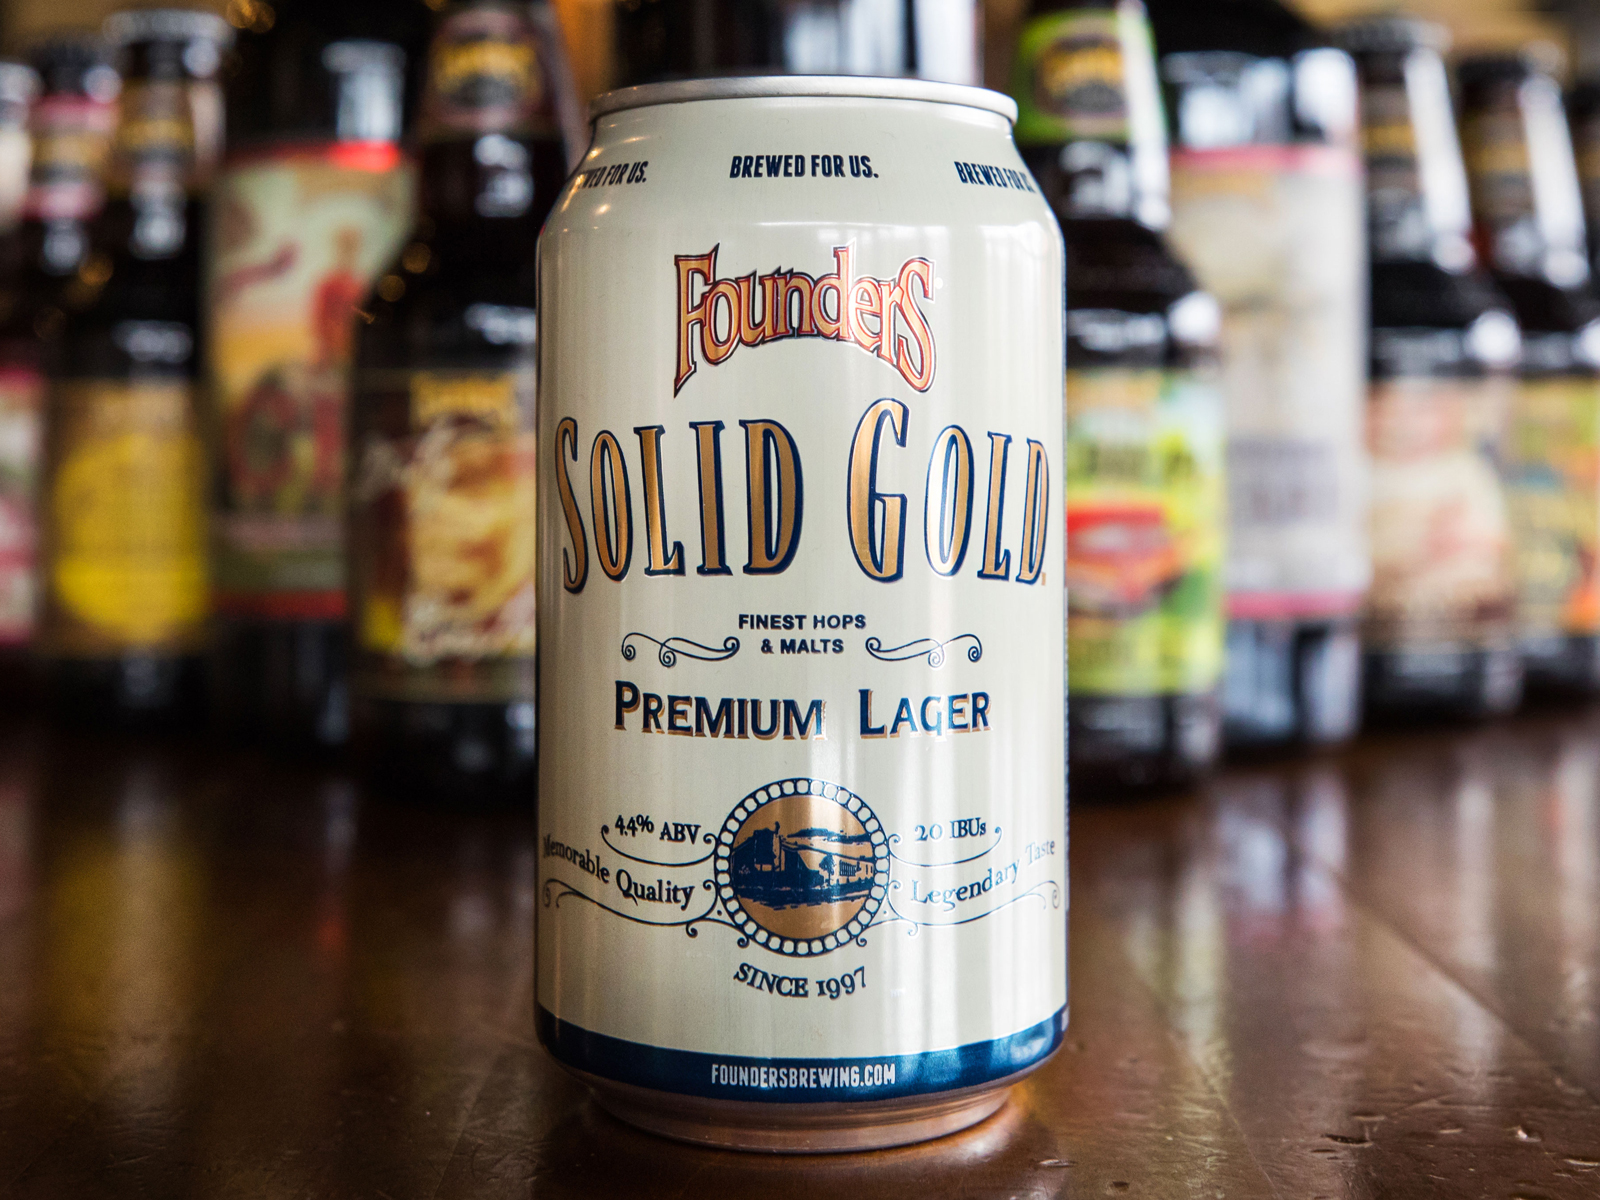 BREWED FOR US.
FOR US.
BREWED FOR US.
Founders
SOLID GOLD.
FINEST HOPS
& MALTS
PREMIUM LAGER
4.4% ABV
20 IBUs
Memorable Quality
Legendary Taste
SINCE 1997
FOUNDERSBREWING.COM